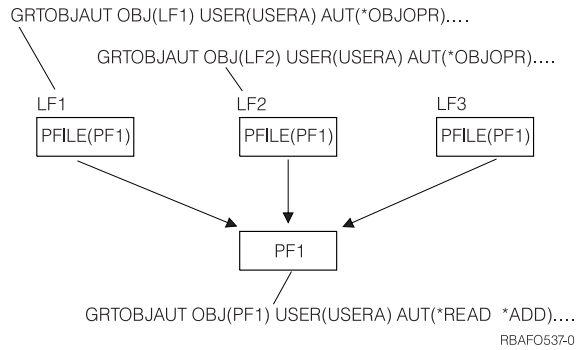 GRTOBJAUT OBJ(LF1) USER(USERA) AUT(*OBJOPR)....
GRTOBJAUT OBJ(LF2) USER(USERA) AUT(*OBJOPR)....
LF1 LF2 LF3
PFILE(PF1) PFILE(PF1) PFILE(PF1)
PF1
GRTOBJAUT OBJ(PF1) USER(USERA) AUT(*READ *ADD)....
RBAFO537-0